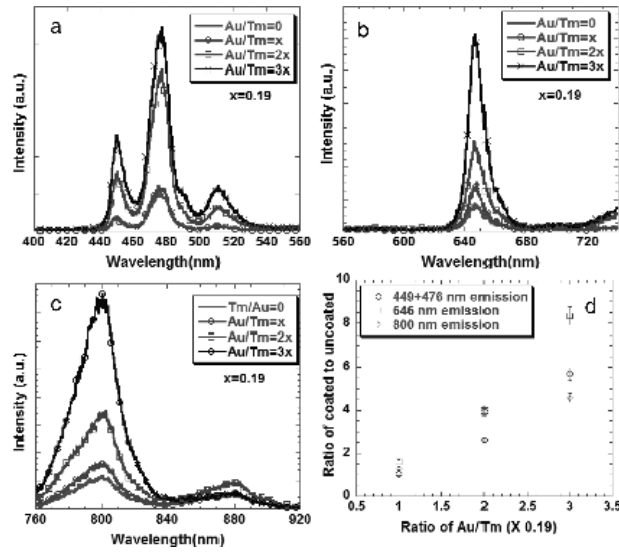 a
Au/Tm=0
Au/Tm=x
Au/Tm=2x
Au/Tm=3x
x=0.19
Intensity (a.u.)
400 420 440 460 480 500 520 540 560
Wavelength(nm)
b
Au/Tm=0
Au/Tm=x
Au/Tm=2x
Au/Tm=3x
x=0.19
Intensity (a.u.)
560 600 640 680 720
Wavelength(nm)
c
Tm/Au=0
Au/Tm=x
Au/Tm=2x
Au/Tm=3x
x=0.19
Intensity (a.u.)
760 800 840 880 920
Wavelength(nm)
d
449+476 nm emission
646 nm emission
800 nm emission
Ratio of coated to uncoated
10
8
6
4
2
0
0.5 1 1.5 2 2.5 3 3.5
Ratio of Au/Tm (X 0.19)